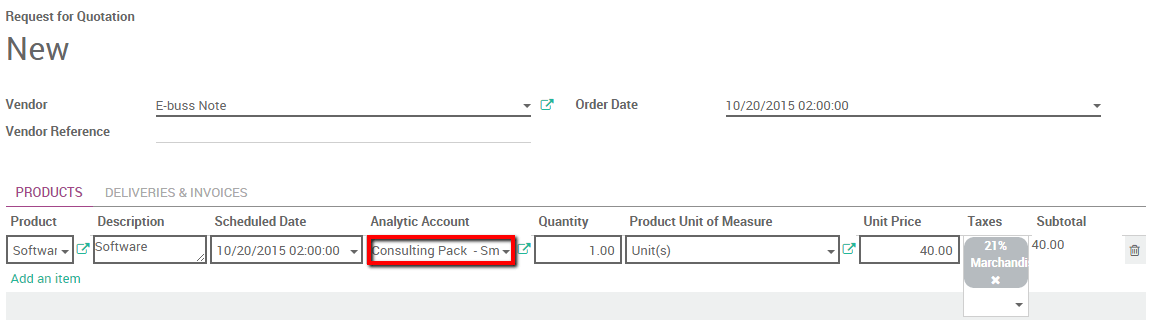 Request for Quotation
New
Vendor E-buss Note Order Date 10/20/2015 02:00:00
Vendor Reference
PRODUCTS DELIVERIES & INVOICES
Product Description Scheduled Date Analytic Account Quantity Product Unit of Measure Unit Price Taxes Subtotal
Softwar Software 10/20/2015 02:00:00 Consulting Pack - Sm 1.00 Unit(s) 40.00 21% 40.00
Marchandi
Add an item